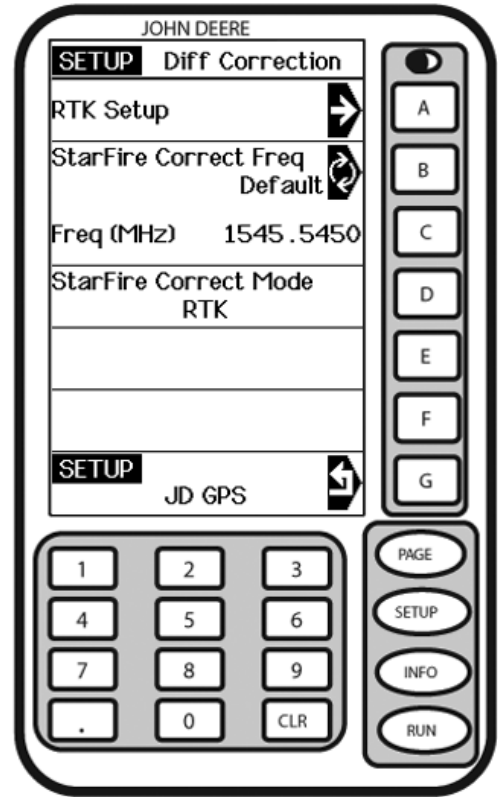 JOHN DEERE
SETUP Diff Correction
RTK Setup
StarFire Correct Freq
Default
Freq (MHz) 1545.5450
StarFire Correct Mode
RTK
SETUP
JD GPS
A
B
C
D
E
F
G
1 2 3
4 5 6
7 8 9
. 0 CLR
PAGE
SETUP
INFO
RUN